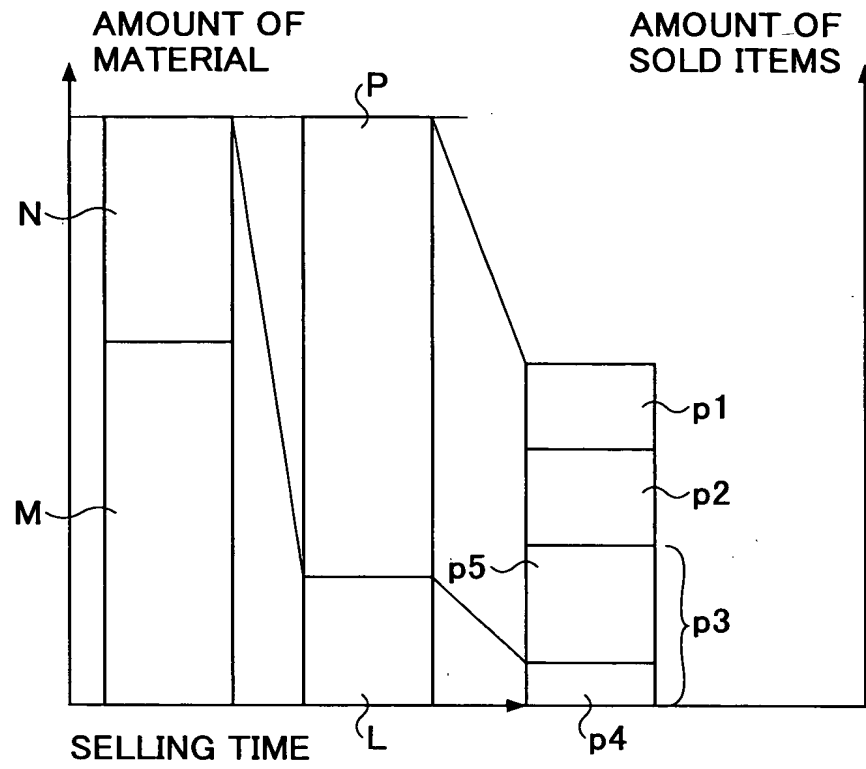 AMOUNT OF
MATERIAL
AMOUNT OF
SOLD ITEMS
P
N
p1
M
p2
p5
p3
L
p4
SELLING TIME